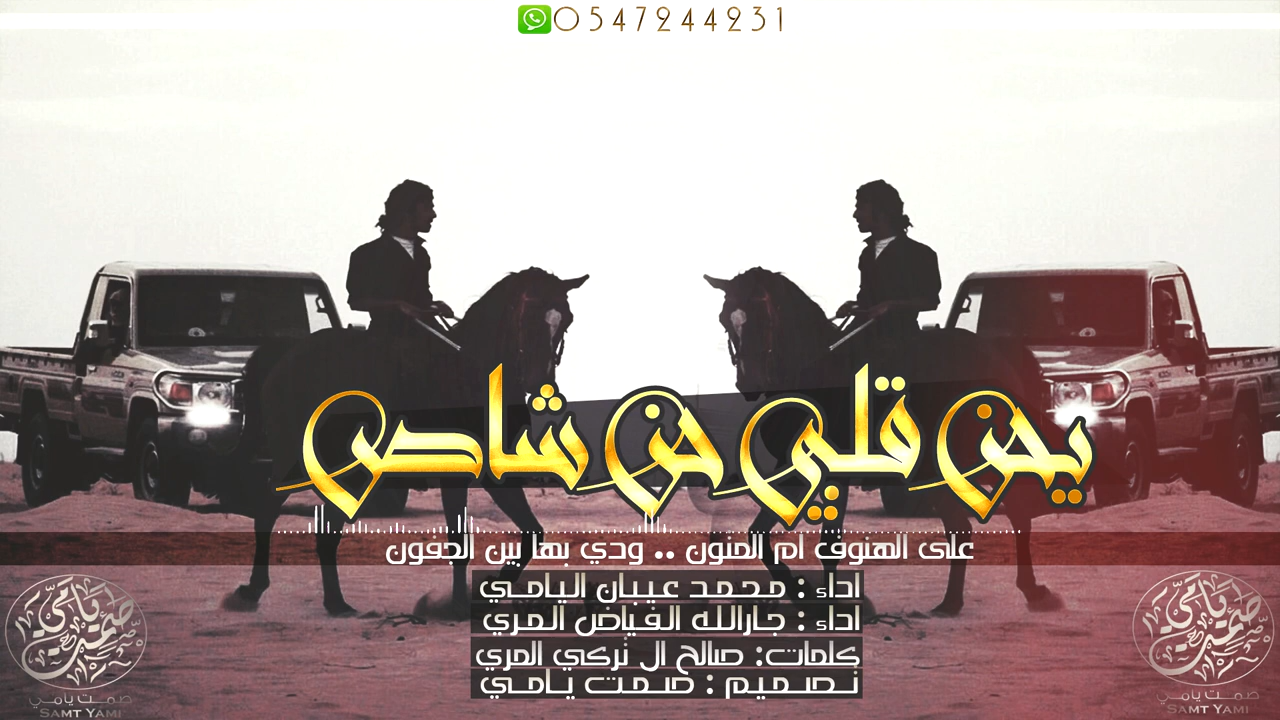 0547244231
يحن قلبي حن شاص
على الهنوف ام المنون .. ودي بها بين الجفون
اداء : محمد عيبان اليامي
اداء : جارالله الفياض المري
كلمات: صالح ال تركي المري
تصميم : صمت يامي
صمت يامي
SAMT YAMI
صمت يامي
SAMT YAMI